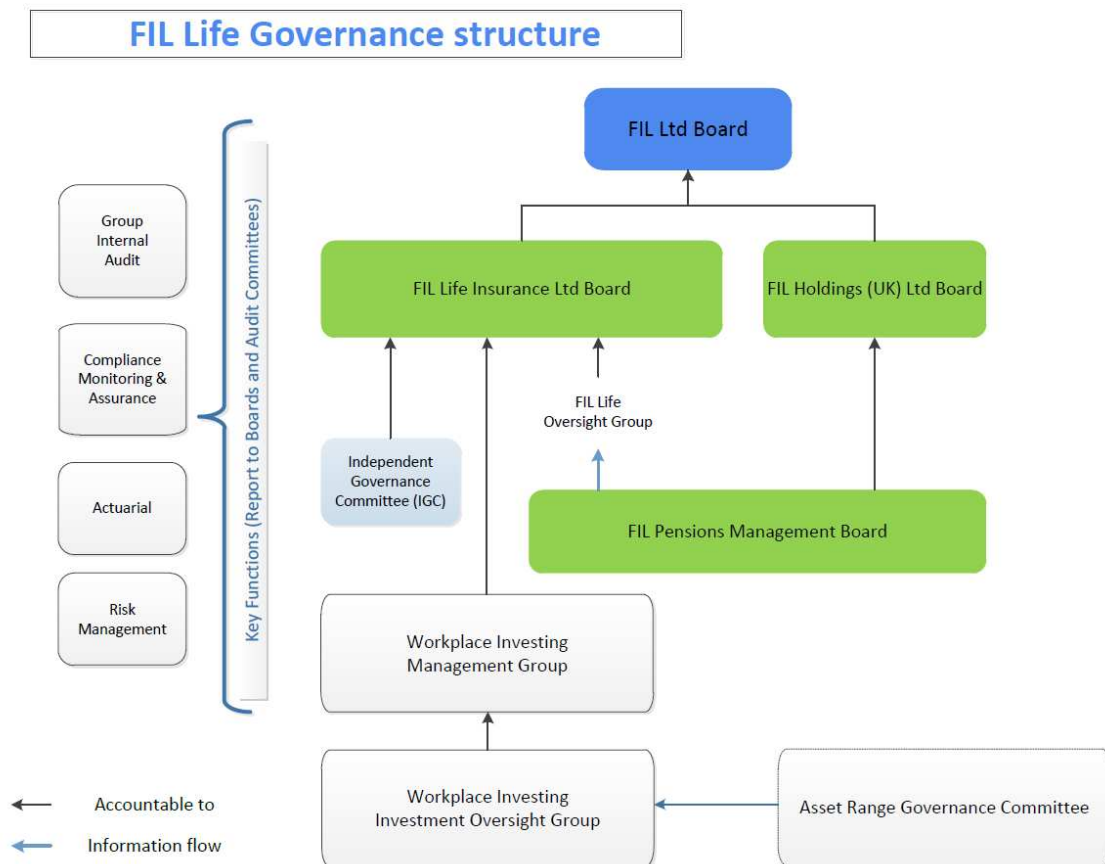 FIL Life Governance structure
FIL Ltd Board
Group
Internal
Audit
Compliance
Monitoring &
Assurance
Actuarial
Risk
Management
Key Functions (Report to Boards and Audit Committees)
FIL Life Insurance Ltd Board
FIL Holdings (UK) Ltd Board
FIL Life
Oversight Group
Independent
Governance
Committee (IGC)
FIL Pensions Management Board
Workplace Investing
Management Group
Workplace Investing
Investment Oversight Group
Asset Range Governance Committee
Accountable to
Information flow